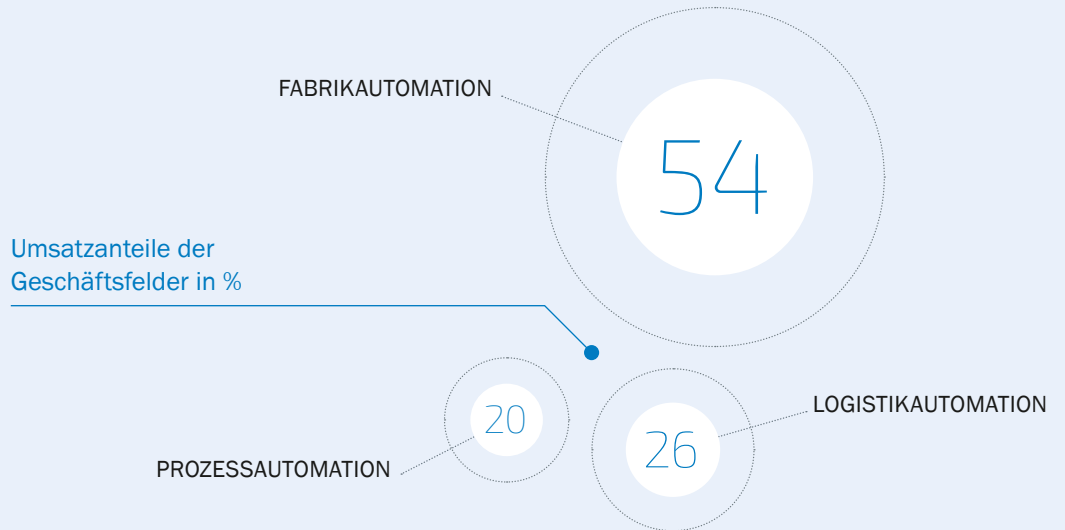 FABRIKAUTOMATION
54
Umsatzanteile der
Geschäftsfelder in %
LOGISTIKAUTOMATION
20
26
PROZESSAUTOMATION